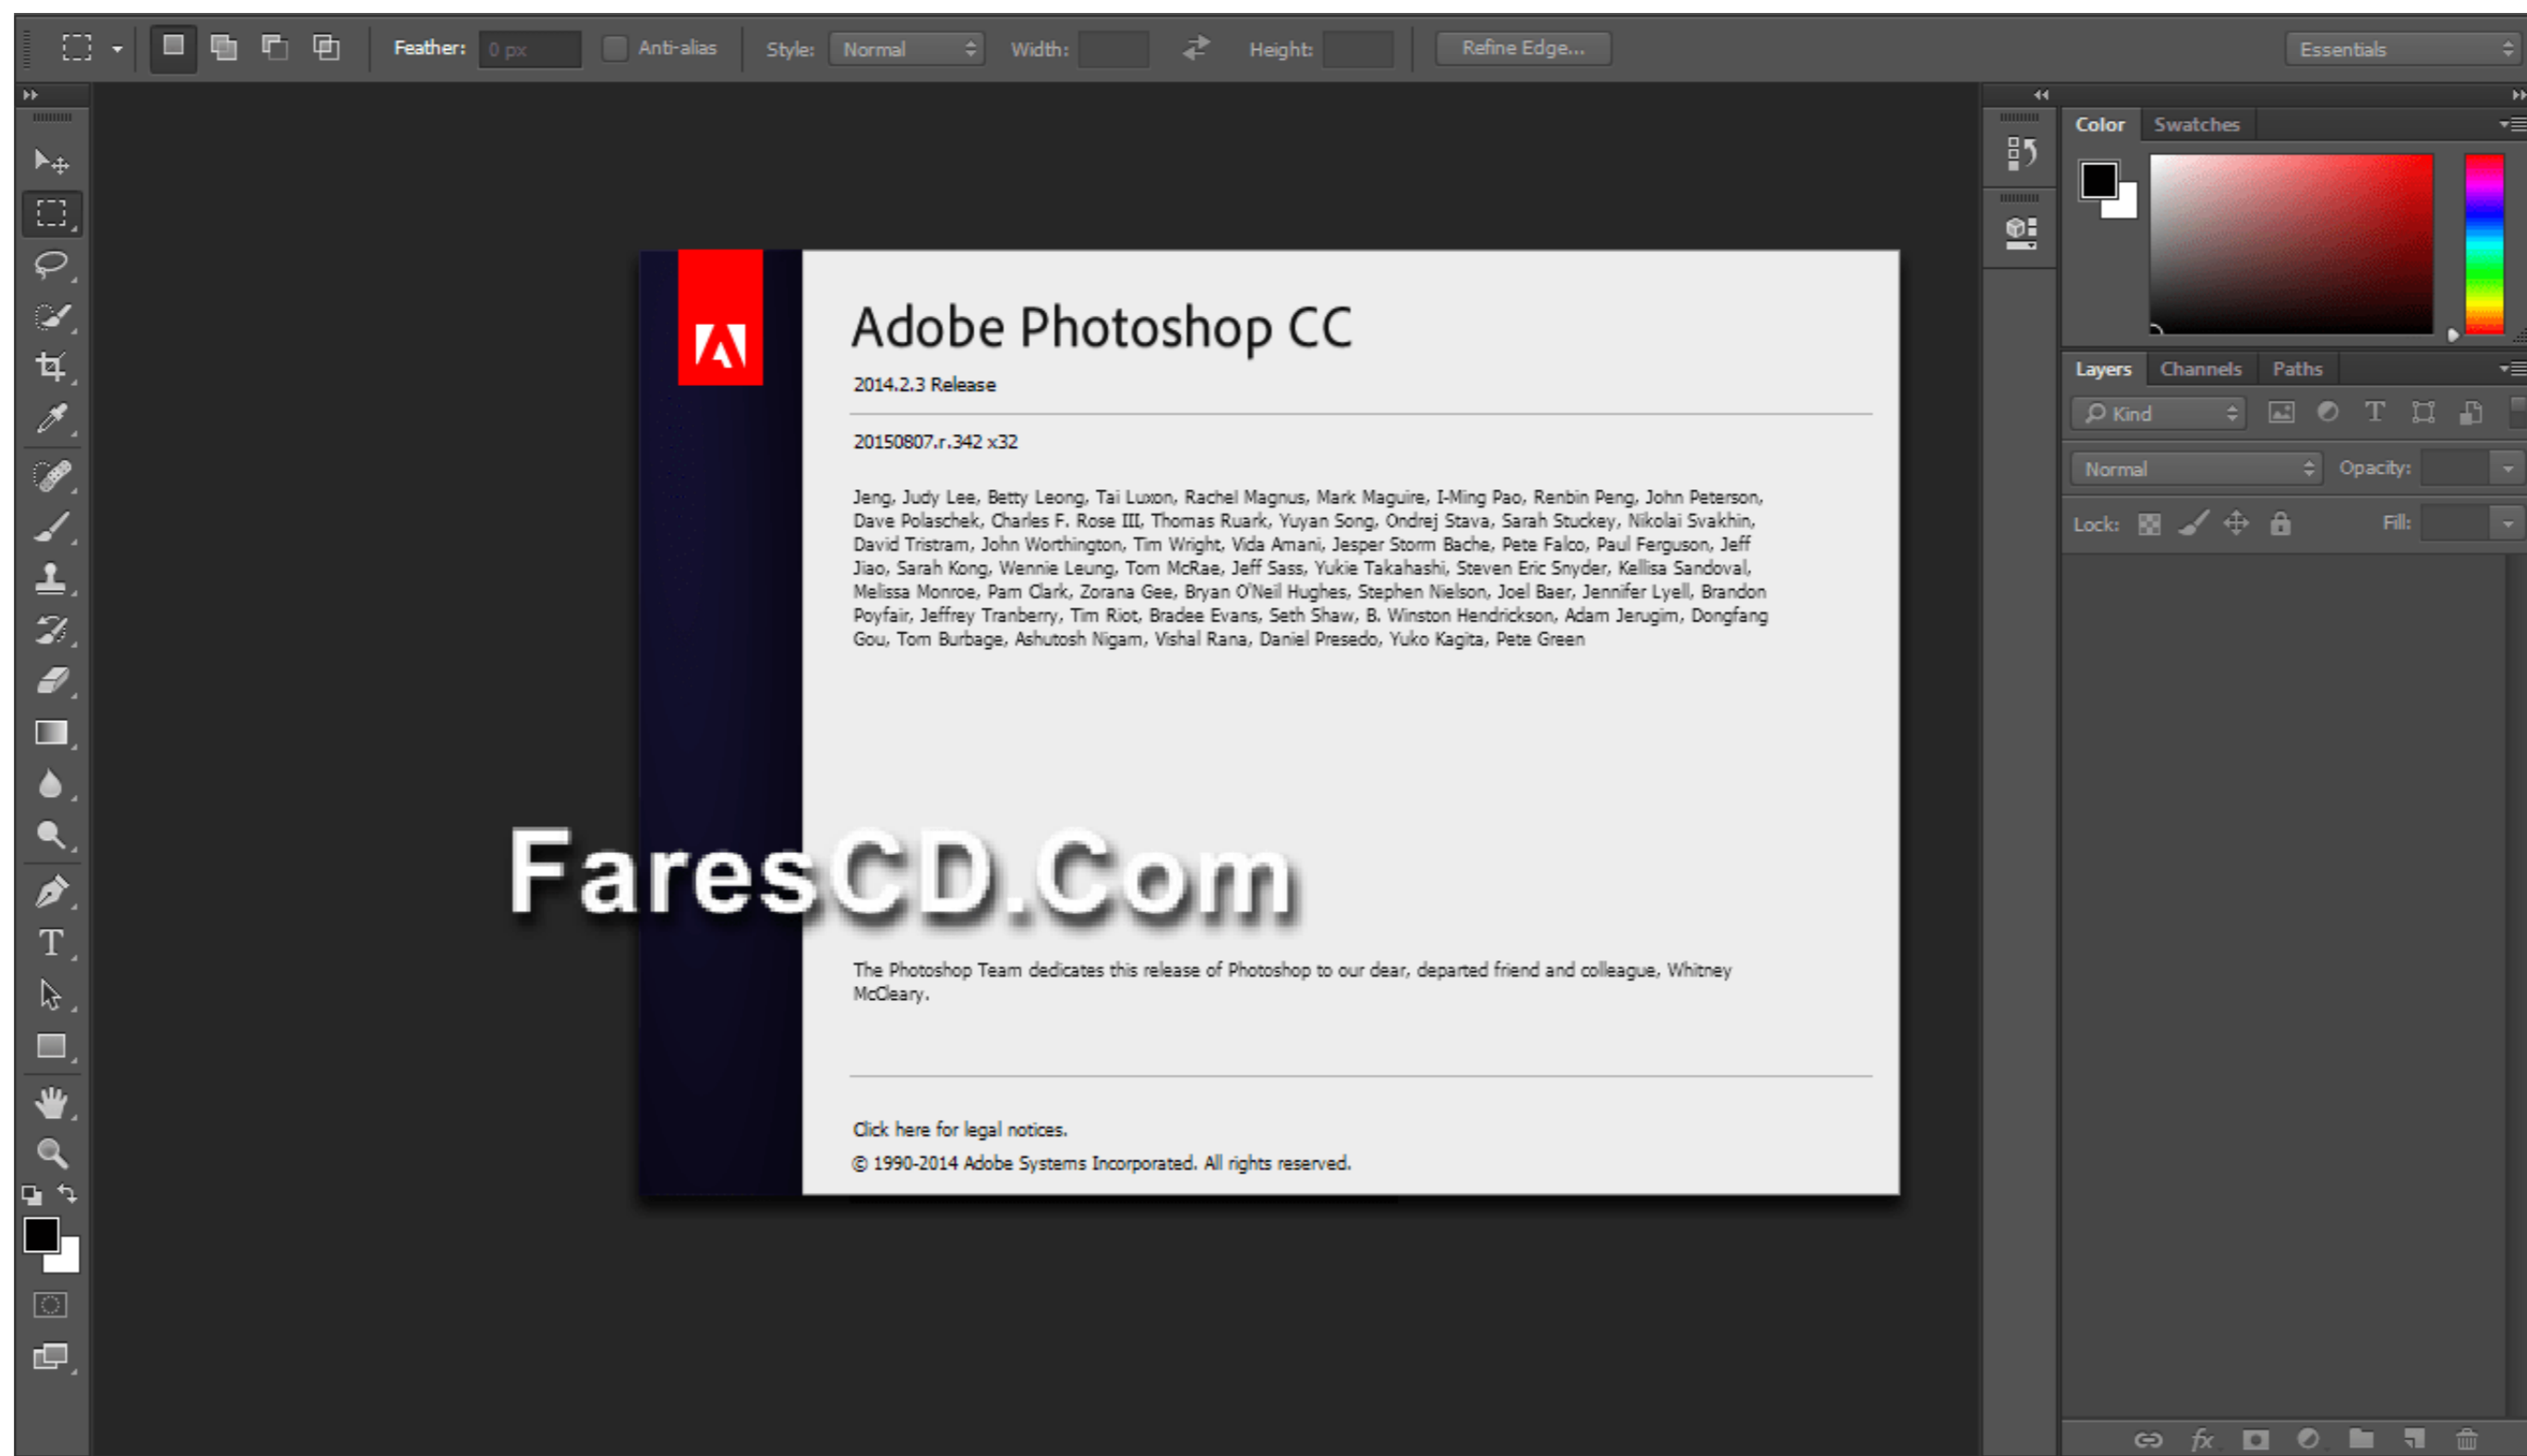 Feather: 0 px Anti-alias Style: Normal Width: Height: Refine Edge... Essentials
Color Swatches
Adobe Photoshop CC
2014.2.3 Release
20150807.r.342 x32
Jeng, Judy Lee, Betty Leong, Tai Luxon, Rachel Magnus, Mark Maguire, I-Ming Pao, Renbin Peng, John Peterson,
Dave Polaschek, Charles F. Rose III, Thomas Ruark, Yuyan Song, Ondrej Stava, Sarah Stuckey, Nikolai Svakhin,
David Tristram, John Worthington, Tim Wright, Vida Amani, Jesper Storm Bache, Pete Falco, Paul Ferguson, Jeff
Jiao, Sarah Kong, Wennie Leung, Tom McRae, Jeff Sass, Yukie Takahashi, Steven Eric Snyder, Kellisa Sandoval,
Melissa Monroe, Pam Clark, Zorana Gee, Bryan O'Neil Hughes, Stephen Nielson, Joel Baer, Jennifer Lyell, Brandon
Poyfair, Jeffrey Tranberry, Tim Riot, Bradee Evans, Seth Shaw, B. Winston Hendrickson, Adam Jerugim, Dongfang
Gou, Tom Burbage, Ashutosh Nigam, Vishal Rana, Daniel Presedo, Yuko Kagita, Pete Green
FaresCD.Com
The Photoshop Team dedicates this release of Photoshop to our dear, departed friend and colleague, Whitney
McCleary.
Click here for legal notices.
© 1990-2014 Adobe Systems Incorporated. All rights reserved.
Layers Channels Paths
Kind
Normal Opacity:
Lock: Fill:
fx